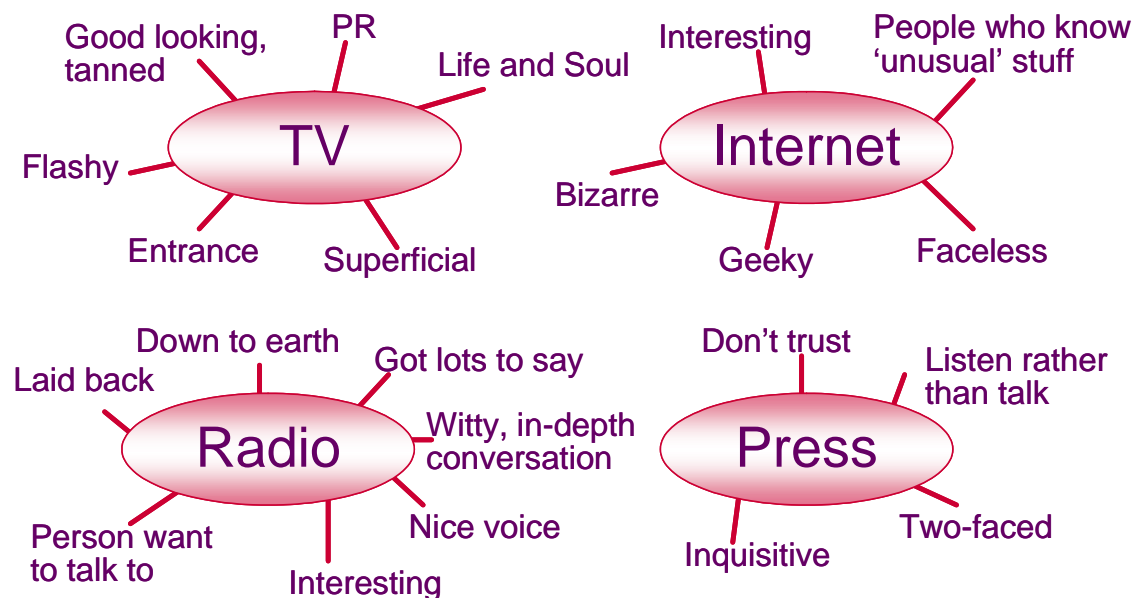 Good looking,
tanned
PR
Life and Soul
TV
Flashy
Entrance
Superficial
Interesting
People who know
‘unusual’ stuff
Internet
Bizarre
Geeky
Faceless
Down to earth
Laid back
Got lots to say
Radio
Witty, in-depth
conversation
Person want
to talk to
Nice voice
Interesting
Don’t trust
Listen rather
than talk
Press
Two-faced
Inquisitive